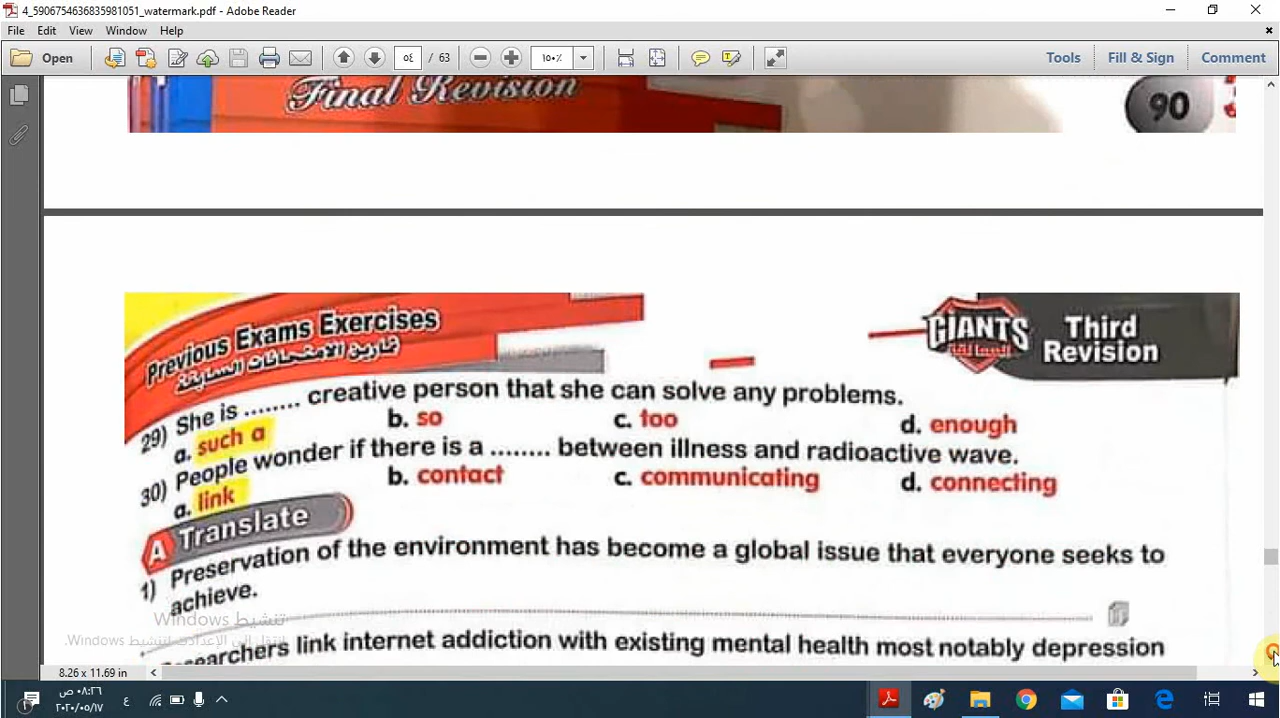 4_5906754636835981051_watermark.pdf - Adobe Reader
File Edit View Window Help
Open ٥٤ / 63 ١٥٠٪ Tools Fill & Sign Comment
Final Revision 90
Previous Exams Exercises
تمارين الامتحانات السابقة
GIANTS
Third
Revision
29) She is ........ creative person that she can solve any problems.
a. such a b. so c. too d. enough
30) People wonder if there is a ........ between illness and radioactive wave.
a. link b. contact c. communicating d. connecting
A Translate
1) Preservation of the environment has become a global issue that everyone seeks to
achieve.
تنشيط Windows
انتقل إلى الإعدادات لتنشيط Windows.
link internet addiction with existing mental health most notably depression
8.26 x 11.69 in
٠٨:٢٦ ص
٢٠٢٠/٠٥/١٧
ع